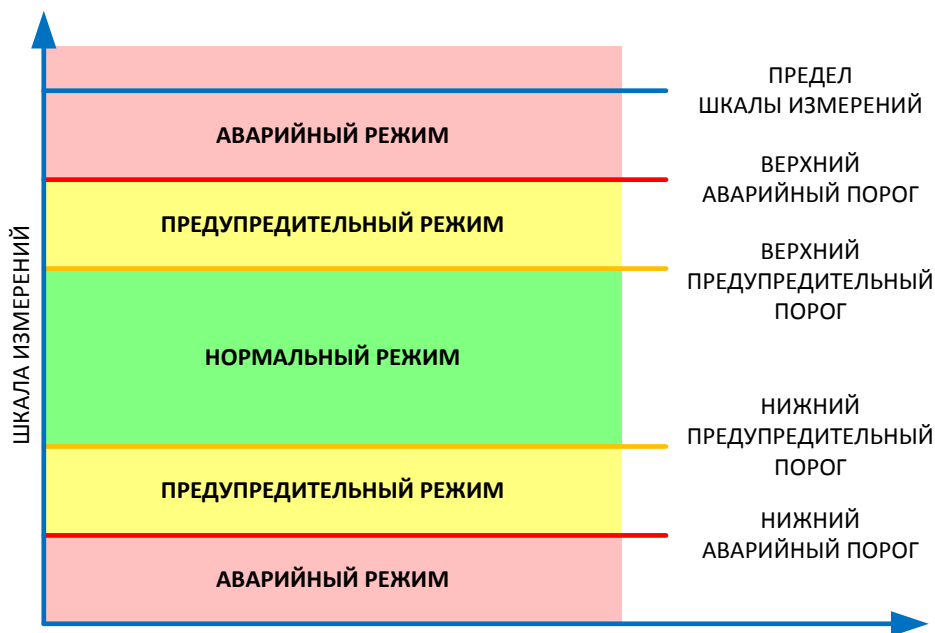 ПРЕДЕЛ
ШКАЛЫ ИЗМЕРЕНИЙ
АВАРИЙНЫЙ РЕЖИМ
ВЕРХНИЙ
АВАРИЙНЫЙ ПОРОГ
ПРЕДУПРЕДИТЕЛЬНЫЙ РЕЖИМ
ВЕРХНИЙ
ПРЕДУПРЕДИТЕЛЬНЫЙ
ПОРОГ
ШКАЛА ИЗМЕРЕНИЙ
НОРМАЛЬНЫЙ РЕЖИМ
НИЖНИЙ
ПРЕДУПРЕДИТЕЛЬНЫЙ
ПОРОГ
ПРЕДУПРЕДИТЕЛЬНЫЙ РЕЖИМ
НИЖНИЙ
АВАРИЙНЫЙ ПОРОГ
АВАРИЙНЫЙ РЕЖИМ